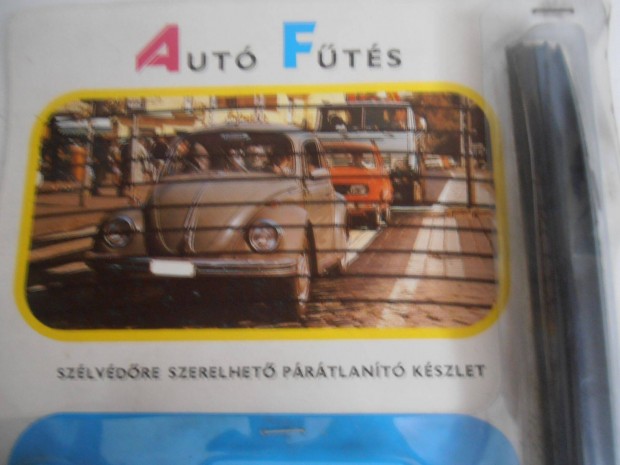 AUTÓ FŰTÉS
SZÉLVÉDŐRE SZERELHETŐ PÁRÁTLANÍTÓ KÉSZLET